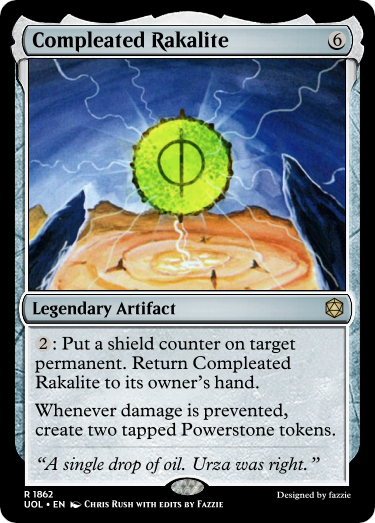 Compleated Rakalite 6
Legendary Artifact
2 : Put a shield counter on target
permanent. Return Compleated
Rakalite to its owner's hand.
Whenever damage is prevented,
create two tapped Powerstone tokens.
“A single drop of oil. Urza was right.”
R 1862
UOL • EN Chris Rush with edits by Fazzie
Designed by fazzie